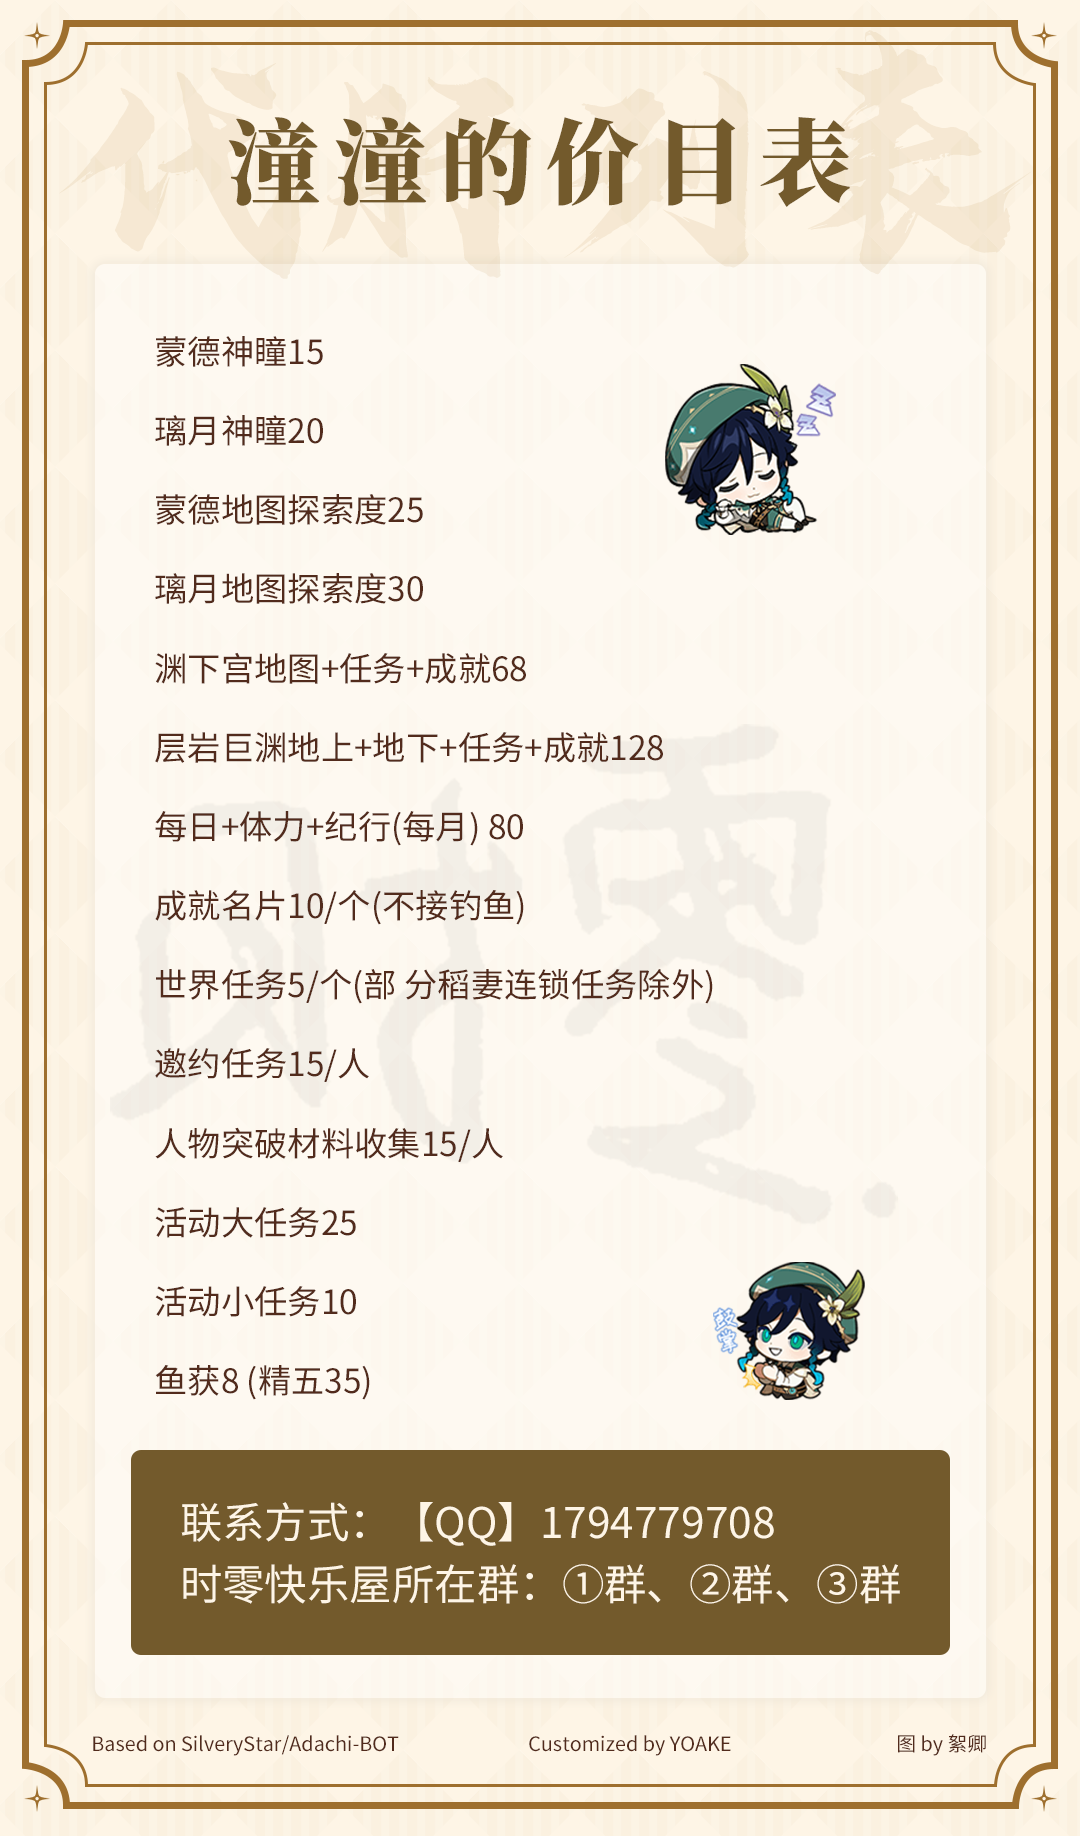 代肝列表
潼潼的价目表
蒙德神瞳15
璃月神瞳20
蒙德地图探索度25
璃月地图探索度30
渊下宫地图+任务+成就68
层岩巨渊地上+地下+任务+成就128
每日+体力+纪行(每月) 80
成就名片10/个(不接钓鱼)
世界任务5/个(部 分稻妻连锁任务除外)
邀约任务15/人
人物突破材料收集15/人
活动大任务25
活动小任务10
鼓掌
鱼获8 (精五35)
时零
联系方式：【QQ】1794779708
时零快乐屋所在群：①群、②群、③群
Based on SilveryStar/Adachi-BOT
Customized by YOAKE
图 by 絮卿